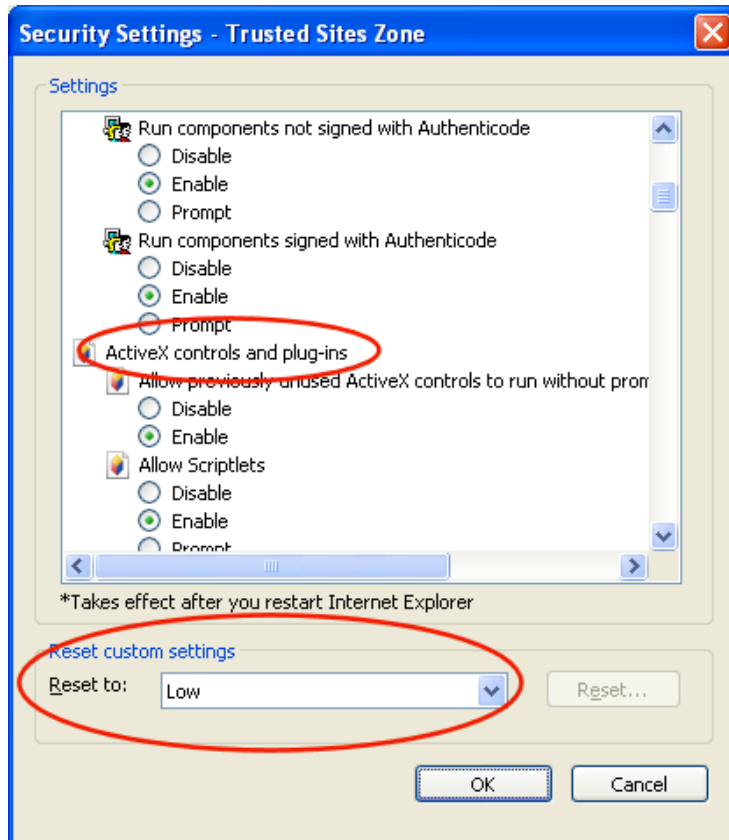 Security Settings - Trusted Sites Zone
Settings
Run components not signed with Authenticode
Disable
Enable
Prompt
Run components signed with Authenticode
Disable
Enable
Prompt
ActiveX controls and plug-ins
Allow previously unused ActiveX controls to run without prom
Disable
Enable
Allow Scriptlets
Disable
Enable
Prompt
*Takes effect after you restart Internet Explorer
Reset custom settings
Reset to: Low Reset...
OK Cancel